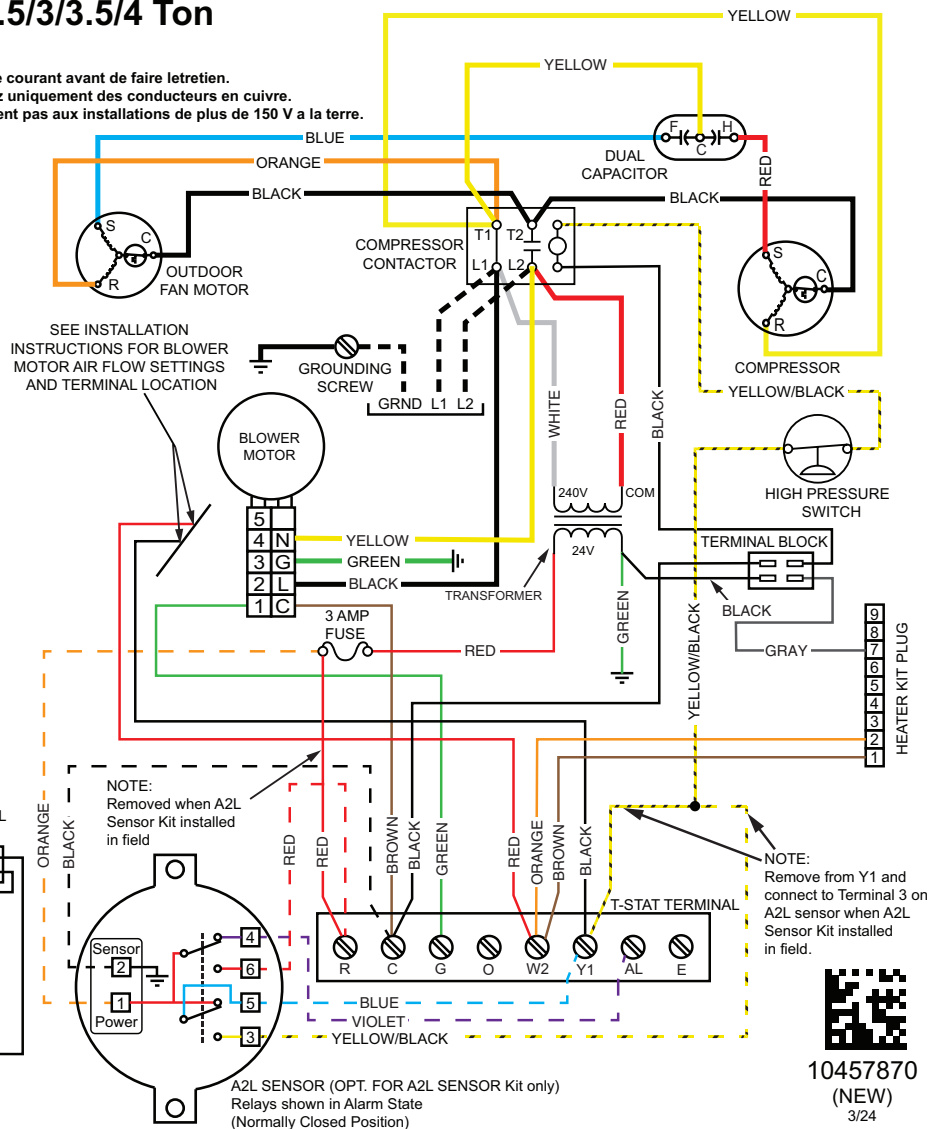 .5/3/3.5/4 Ton
e courant avant de faire letretien.
z uniquement des conducteurs en cuivre.
ent pas aux installations de plus de 150 V a la terre.
YELLOW
YELLOW
BLUE
ORANGE
BLACK
F
H
C
DUAL
CAPACITOR
RED
BLACK
S
C
R
OUTDOOR
FAN MOTOR
COMPRESSOR
CONTACTOR
T1
T2
L1
L2
S
C
R
COMPRESSOR
SEE INSTALLATION
INSTRUCTIONS FOR BLOWER
MOTOR AIR FLOW SETTINGS
AND TERMINAL LOCATION
GROUNDING
SCREW
GRND L1 L2
WHITE
RED
BLACK
YELLOW/BLACK
BLOWER
MOTOR
HIGH PRESSURE
SWITCH
240V
COM
24V
TRANSFORMER
5
4 N
3 G
2 L
1 C
YELLOW
GREEN
BLACK
TERMINAL BLOCK
BLACK
GREEN
GRAY
YELLOW/BLACK
3 AMP
FUSE
RED
9
8
7
6
5
4
3
2
1
HEATER KIT PLUG
NOTE:
Removed when A2L
Sensor Kit installed
in field
L
ORANGE
BLACK
RED
RED
BROWN
BLACK
GREEN
RED
ORANGE
BROWN
BLACK
NOTE:
Remove from Y1 and
connect to Terminal 3 on
A2L sensor when A2L
Sensor Kit installed
in field.
T-STAT TERMINAL
R
C
G
O
W2
Y1
AL
E
Sensor
2
1
Power
4
6
5
3
BLUE
VIOLET
YELLOW/BLACK
A2L SENSOR (OPT. FOR A2L SENSOR Kit only)
Relays shown in Alarm State
(Normally Closed Position)
10457870
(NEW)
3/24